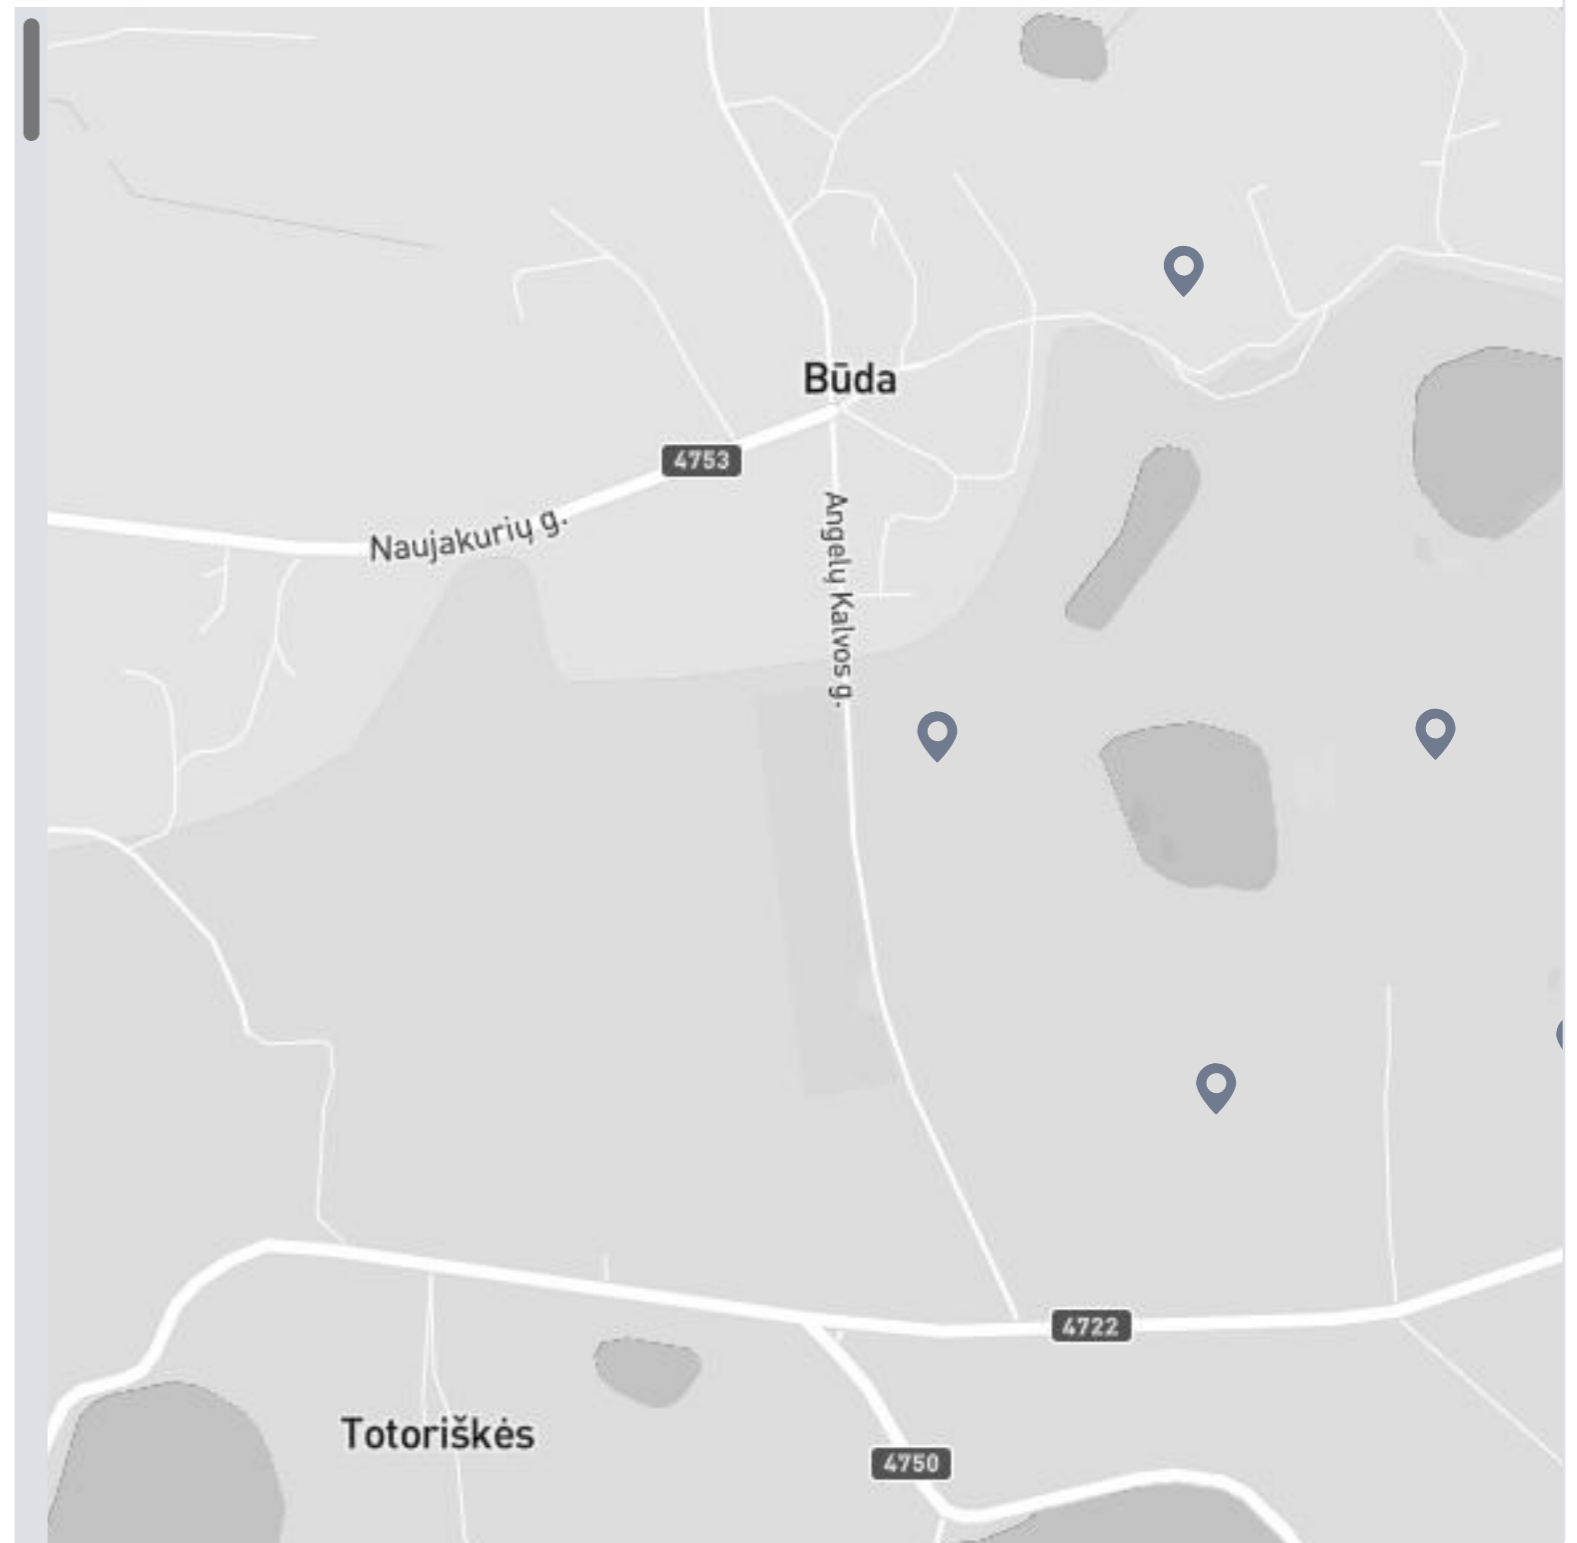 Būda
4753
Naujakurių g.
Angelų Kalvos g.
4722
Totoriškės
4750